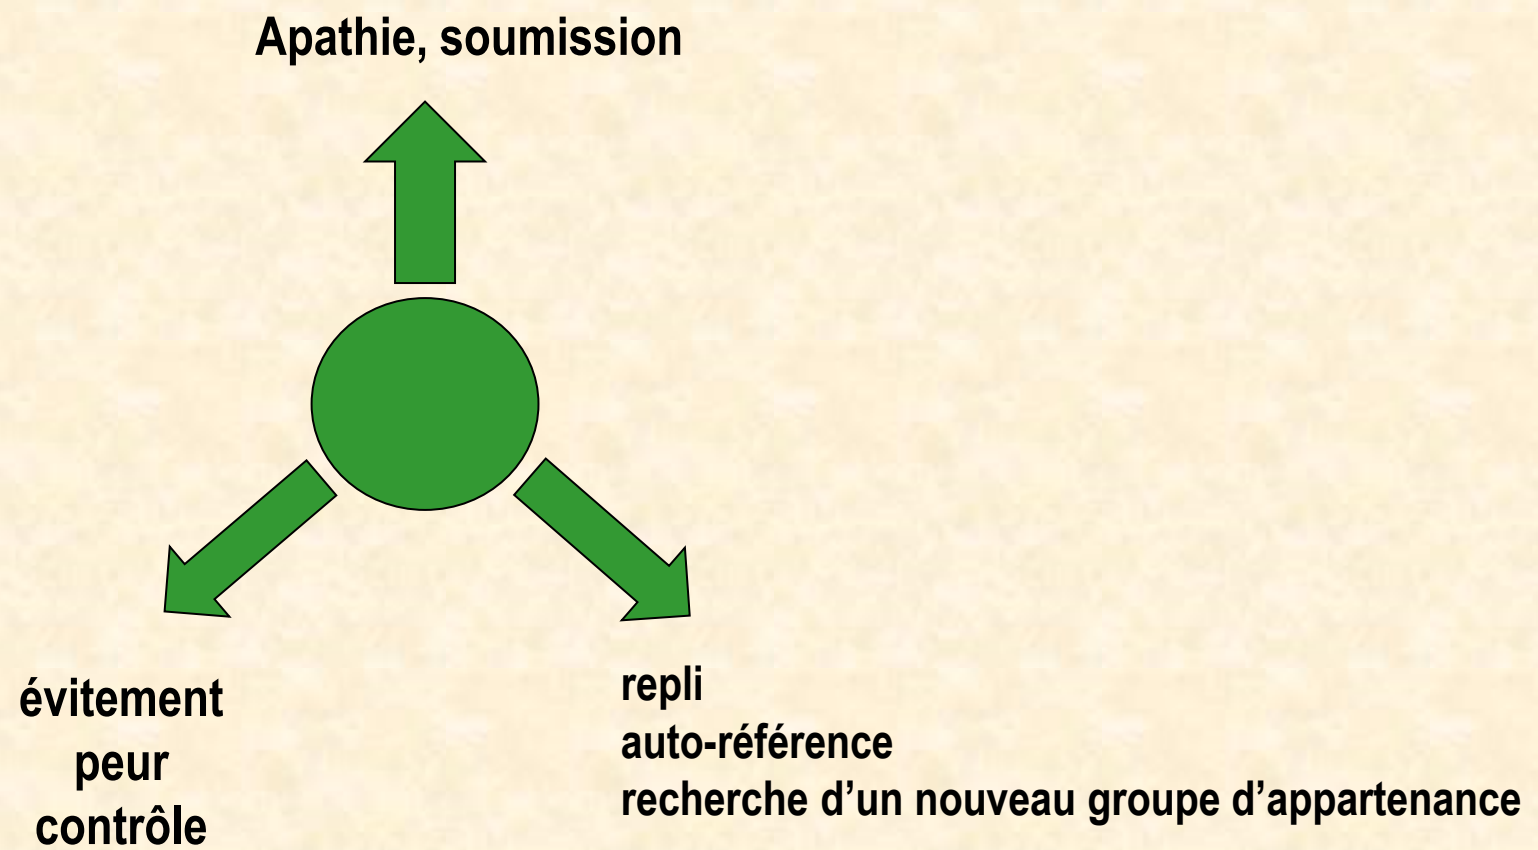 Apathie, soumission
évitement
peur
contrôle
repli
auto-référence
recherche d’un nouveau groupe d’appartenance